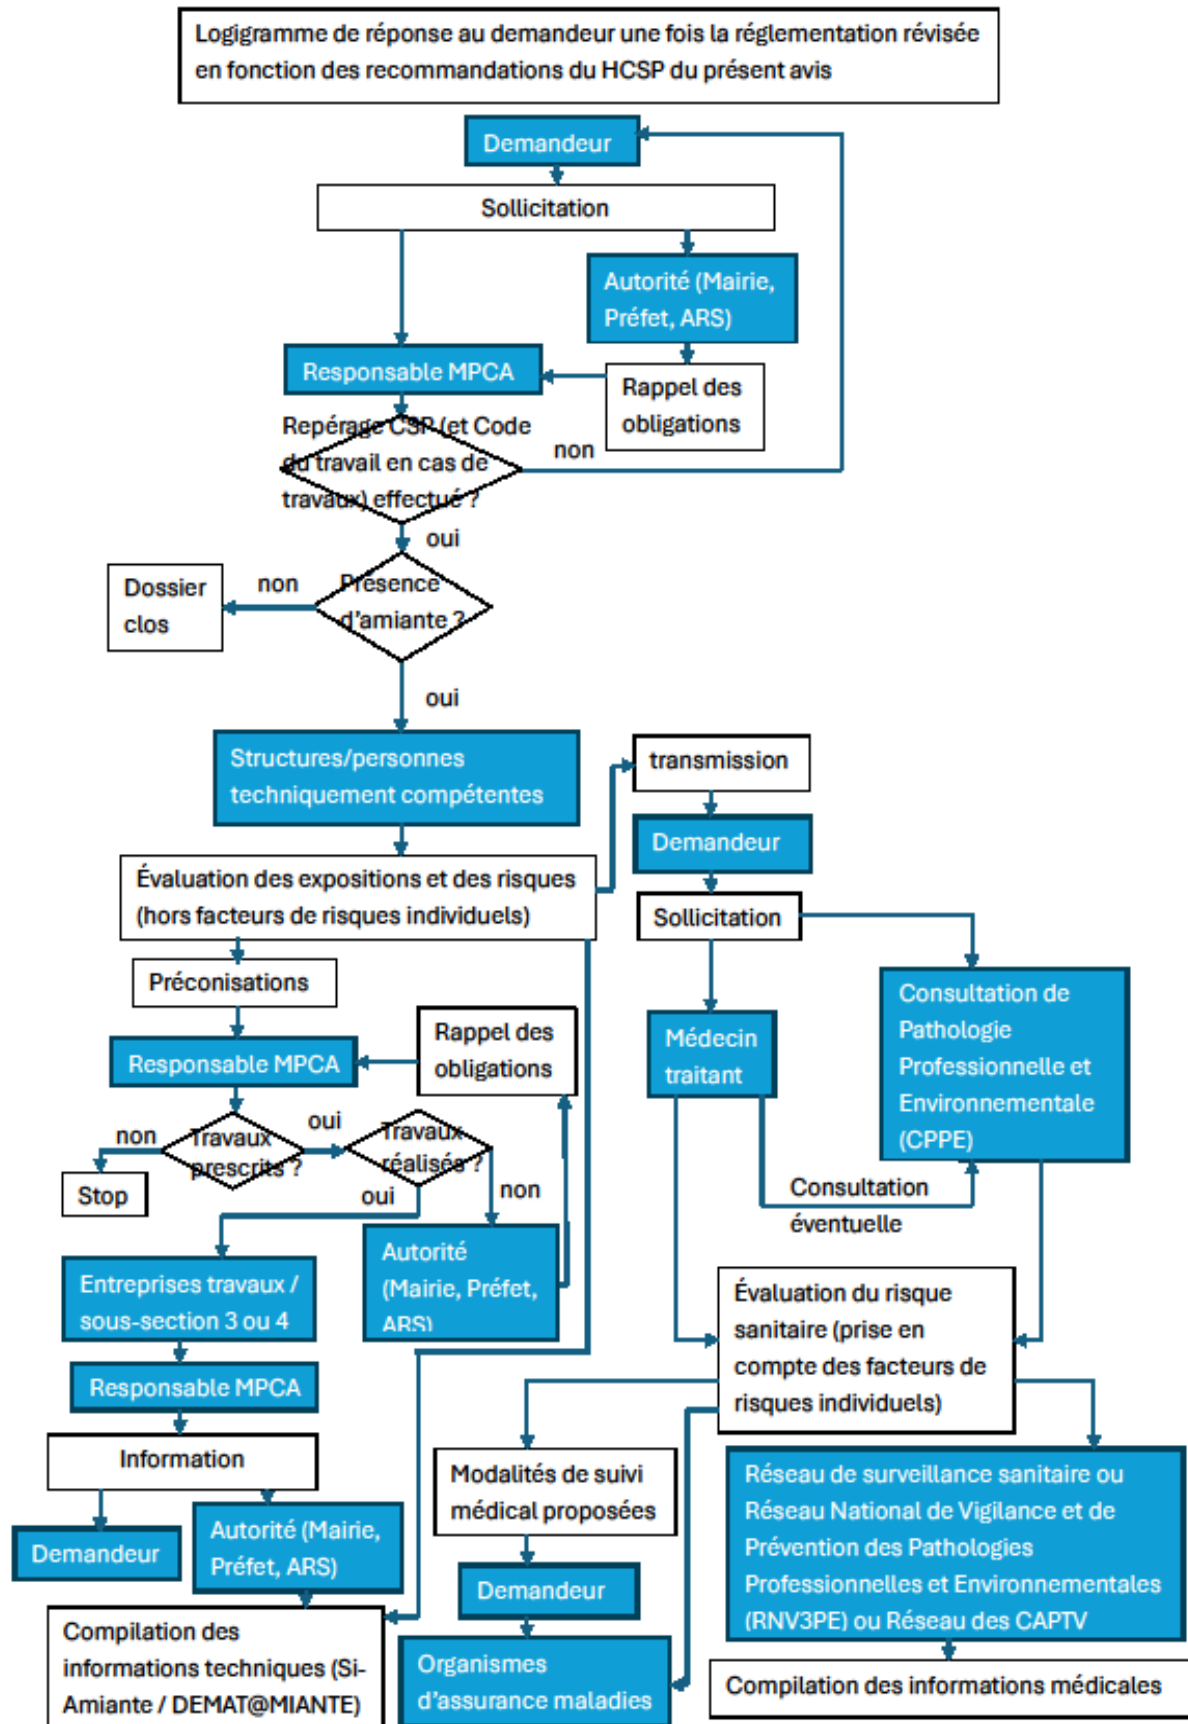 Logigramme de réponse au demandeur une fois la réglementation révisée
en fonction des recommandations du HCSP du présent avis
Demandeur
Sollicitation
Autorité (Mairie,
Préfet, ARS)
Responsable MPCA
Rappel des
obligations
Repérage CSP (et Code
du travail en cas de
travaux) effectué ?
non
oui
Présence
d'amiante ?
non
Dossier
clos
oui
Structures/personnes
techniquement compétentes
transmission
Demandeur
Évaluation des expositions et des risques
(hors facteurs de risques individuels)
Sollicitation
Préconisations
Consultation de
Pathologie
Professionnelle et
Environnementale
(CPPE)
Médecin
traitant
Rappel des
obligations
Responsable MPCA
Travaux
prescrits ?
non
oui
Travaux
réalisés ?
Stop
oui
non
Consultation
éventuelle
Entreprises travaux /
sous-section 3 ou 4
Autorité
(Mairie, Préfet,
ARS)
Évaluation du risque
sanitaire (prise en
compte des facteurs de
risques individuels)
Responsable MPCA
Information
Modalités de suivi
médical proposées
Réseau de surveillance sanitaire ou
Réseau National de Vigilance et de
Prévention des Pathologies
Professionnelles et Environnementales
(RNV3PE) ou Réseau des CAPTV
Demandeur
Autorité (Mairie,
Préfet, ARS)
Demandeur
Compilation des
informations techniques (Si-
Amiante / DEMAT@MIANTE)
Organismes
d'assurance maladies
Compilation des informations médicales